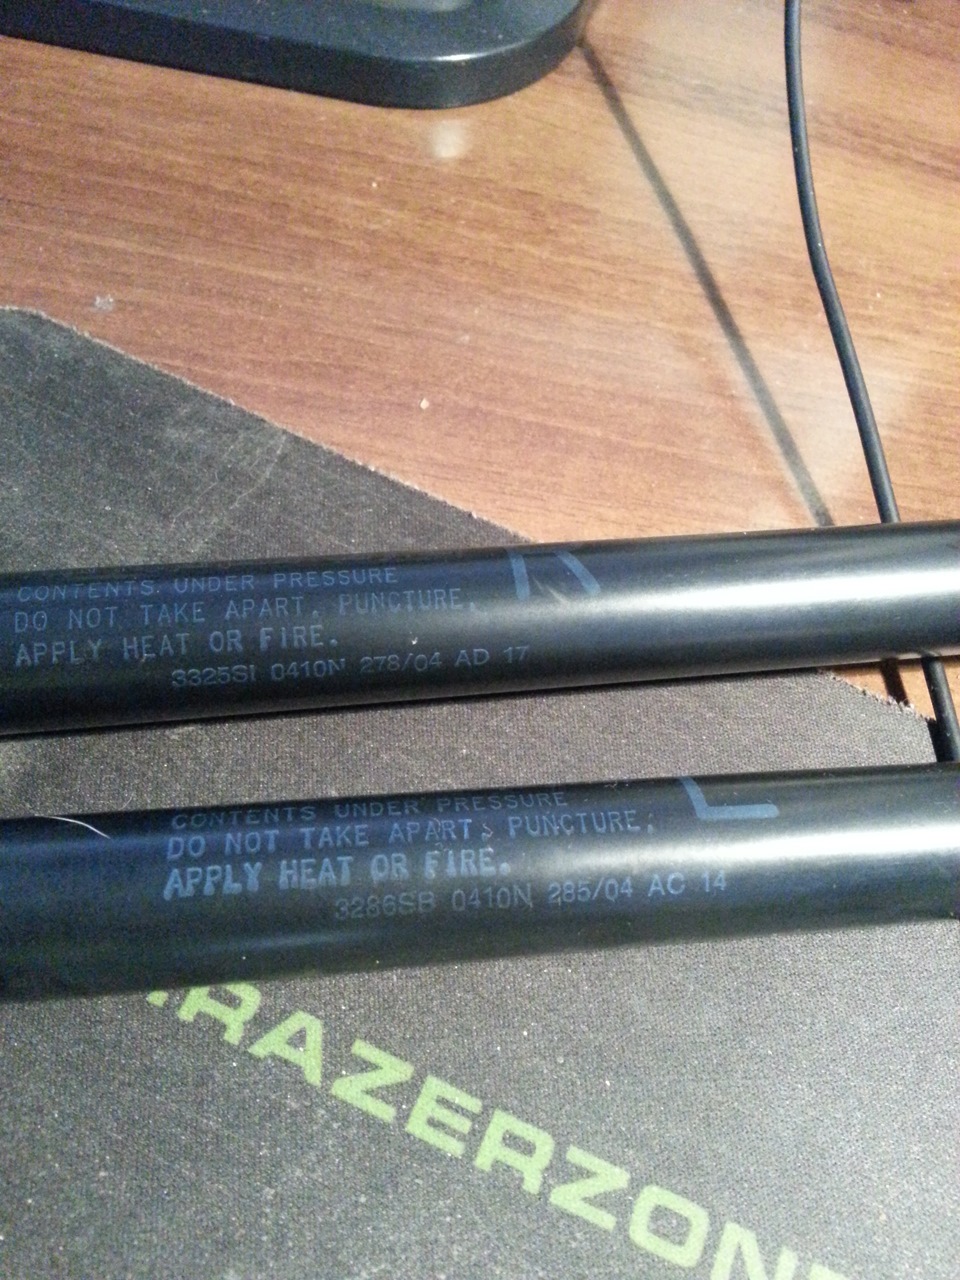 CONTENTS UNDER PRESSURE
DO NOT TAKE APART, PUNCTURE,
APPLY HEAT OR FIRE.
3325SI 0410N 278/04 AD 17
CONTENTS UNDER PRESSURE
L
DO NOT TAKE APART, PUNCTURE,
APPLY HEAT OR FIRE.
3286SB 0410N 285/04 AC 14
.RAZERZON